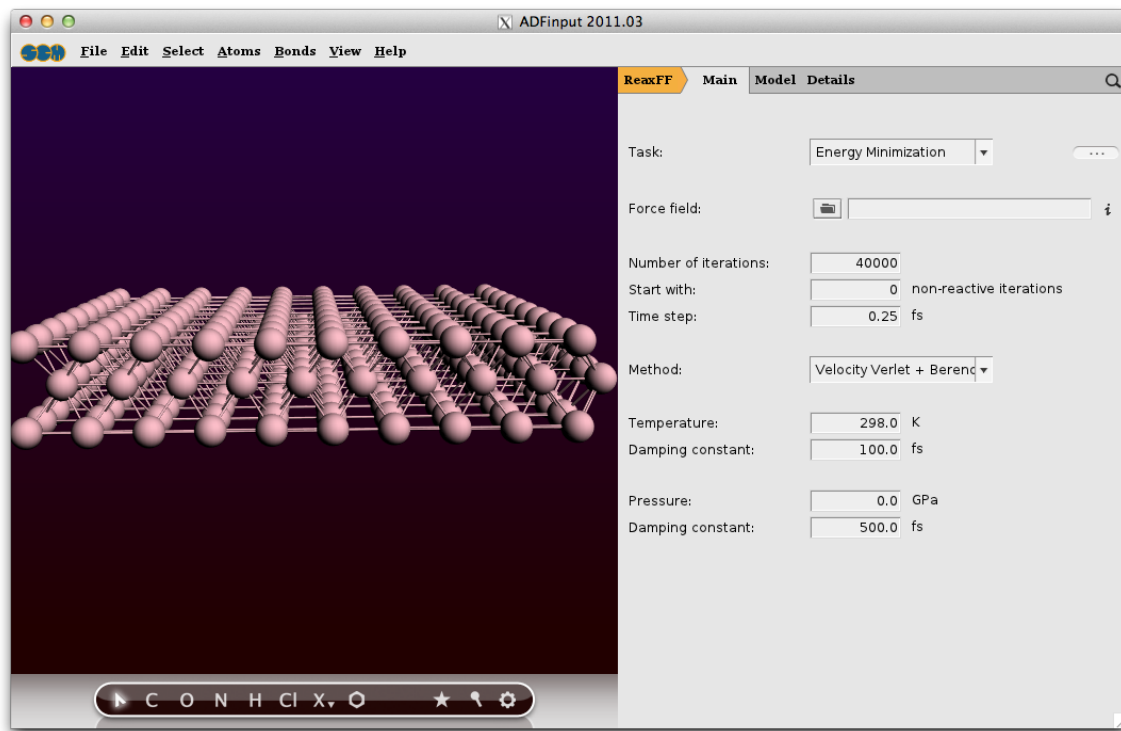 ADFinput 2011.03
SCM File Edit Select Atoms Bonds View Help
ReaxFF Main Model Details
Task: Energy Minimization ...
Force field: i
Number of iterations: 40000
Start with: 0 non-reactive iterations
Time step: 0.25 fs
Method: Velocity Verlet + Berend
Temperature: 298.0 K
Damping constant: 100.0 fs
Pressure: 0.0 GPa
Damping constant: 500.0 fs
C O N H Cl X